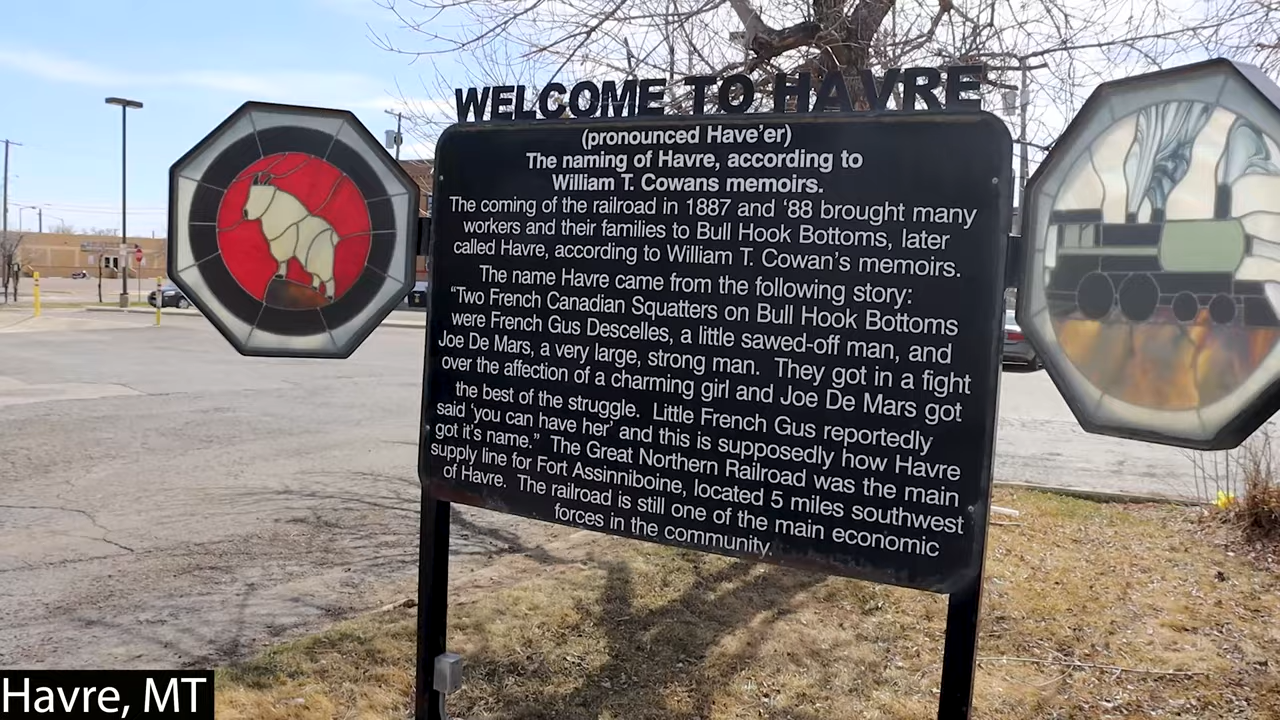 WELCOME TO HAVRE
(pronounced Have'er)
The naming of Havre, according to
William T. Cowans memoirs.
The coming of the railroad in 1887 and '88 brought many
workers and their families to Bull Hook Bottoms, later
called Havre, according to William T. Cowan's memoirs.
The name Havre came from the following story:
"Two French Canadian Squatters on Bull Hook Bottoms
were French Gus Descelles, a little sawed-off man, and
Joe De Mars, a very large, strong man. They got in a fight
over the affection of a charming girl and Joe De Mars got
the best of the struggle. Little French Gus reportedly
said 'you can have her' and this is supposedly how Havre
got it's name." The Great Northern Railroad was the main
supply line for Fort Assinniboine, located 5 miles southwest
of Havre. The railroad is still one of the main economic
forces in the community.
Havre, MT